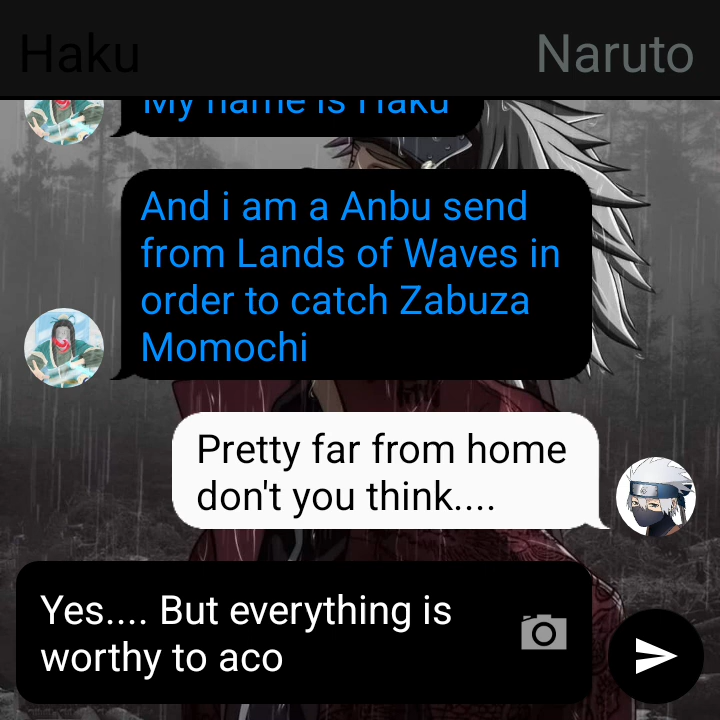 Haku
Naruto
My name is Haku
And i am a Anbu send
from Lands of Waves in
order to catch Zabuza
Momochi
Pretty far from home
don't you think....
Yes.... But everything is
worthy to aco